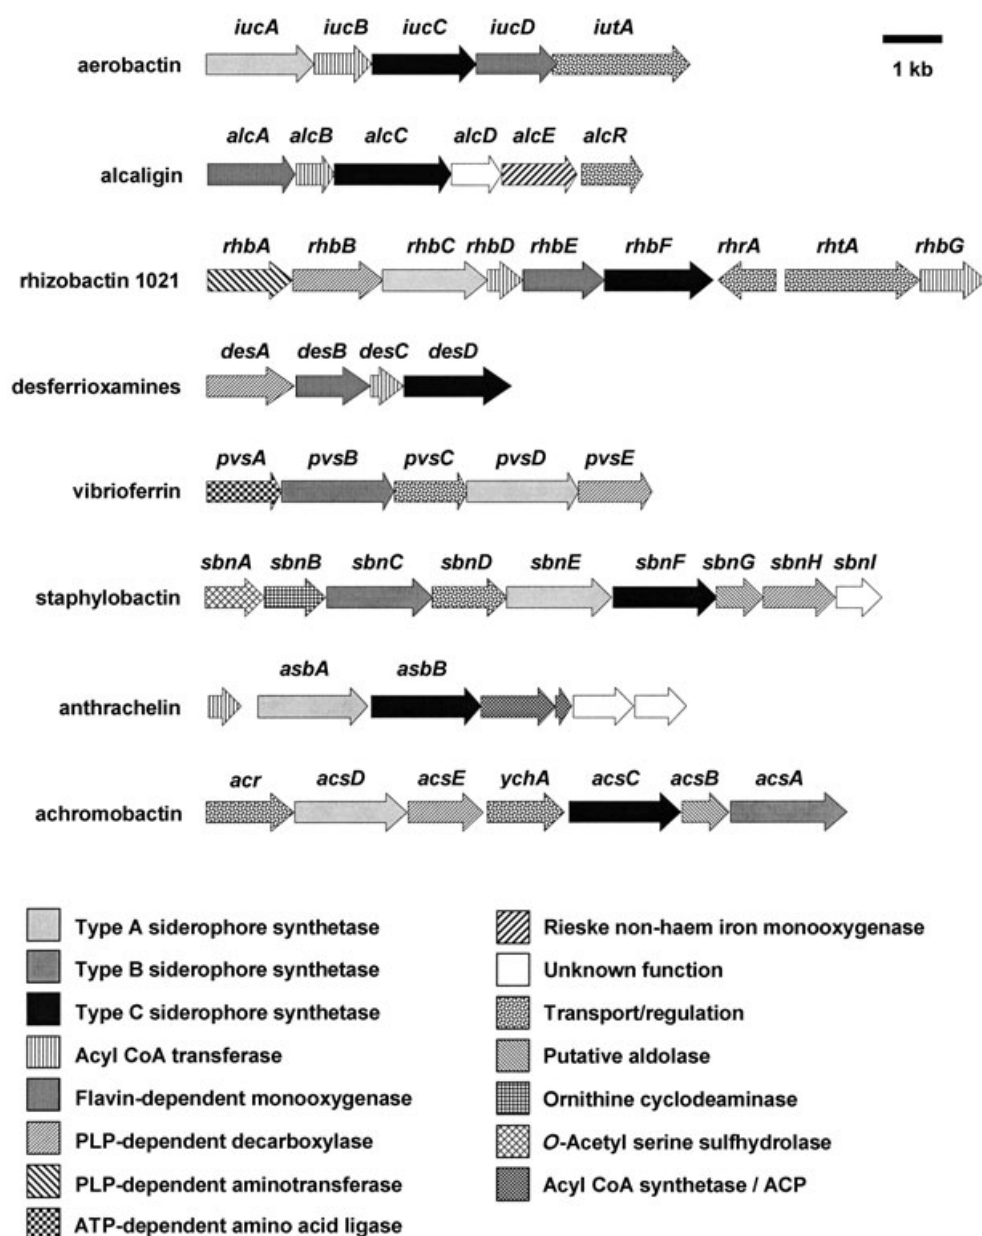 iucA iucB iucC iucD iutA
aerobactin
1 kb
alcA alcB alcC alcD alcE alcR
alcaligin
rhbA rhbB rhbC rhbD rhbE rhbF rhrA rhtA rhbG
rhizobactin 1021
desA desB desC desD
desferrioxamines
pvsA pvsB pvsC pvsD pvsE
vibrioferrin
sbnA sbnB sbnC sbnD sbnE sbnF sbnG sbnH sbnI
staphylobactin
asbA asbB
anthrachelin
acr acsD acsE ychA acsC acsB acsA
achromobactin
Type A siderophore synthetase
Type B siderophore synthetase
Type C siderophore synthetase
Acyl CoA transferase
Flavin-dependent monooxygenase
PLP-dependent decarboxylase
PLP-dependent aminotransferase
ATP-dependent amino acid ligase
Rieske non-haem iron monooxygenase
Unknown function
Transport/regulation
Putative aldolase
Ornithine cyclodeaminase
O-Acetyl serine sulfhydrolase
Acyl CoA synthetase / ACP